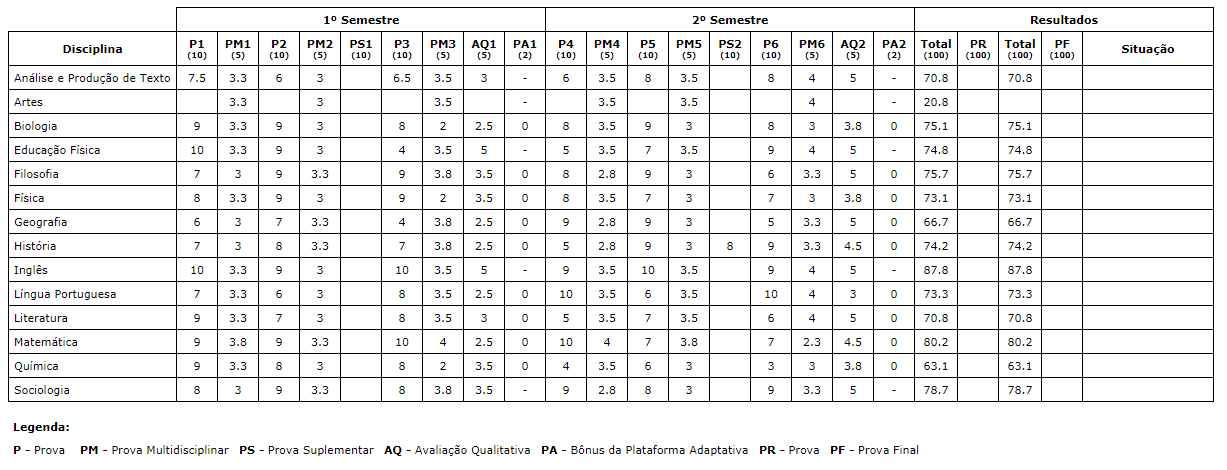 1º Semestre 2º Semestre Resultados
Disciplina P1 (10) PM1 (5) P2 (10) PM2 (5) PS1 (10) P3 (10) PM3 (5) AQ1 (5) PA1 (2) P4 (10) PM4 (5) P5 (10) PM5 (5) PS2 (10) P6 (10) PM6 (5) AQ2 (5) PA2 (2) Total (100) PR (100) Total (100) PF (100) Situação
Análise e Produção de Texto 7.5 3.3 6 3 6.5 3.5 3 - 6 3.5 8 3.5 8 4 5 - 70.8 70.8
Artes 3.3 3 3.5 - 3.5 3.5 4 - 20.8
Biologia 9 3.3 9 3 8 2 2.5 0 8 3.5 9 3 8 3 3.8 0 75.1 75.1
Educação Física 10 3.3 9 3 4 3.5 5 - 5 3.5 7 3.5 9 4 5 - 74.8 74.8
Filosofia 7 3 9 3.3 9 3.8 3.5 0 8 2.8 9 3 6 3.3 5 0 75.7 75.7
Física 8 3.3 9 3 9 2 3.5 0 8 3.5 7 3 7 3 3.8 0 73.1 73.1
Geografia 6 3 7 3.3 4 3.8 2.5 0 9 2.8 9 3 5 3.3 5 0 66.7 66.7
História 7 3 8 3.3 7 3.8 2.5 0 5 2.8 9 3 8 9 3.3 4.5 0 74.2 74.2
Inglês 10 3.3 9 3 10 3.5 5 - 9 3.5 10 3.5 9 4 5 - 87.8 87.8
Língua Portuguesa 7 3.3 6 3 8 3.5 2.5 0 10 3.5 6 3.5 10 4 3 0 73.3 73.3
Literatura 9 3.3 7 3 8 3.5 3 0 5 3.5 7 3.5 6 4 5 0 70.8 70.8
Matemática 9 3.8 9 3.3 10 4 2.5 0 10 4 7 3.8 7 2.3 4.5 0 80.2 80.2
Química 9 3.3 8 3 8 2 3.5 0 4 3.5 6 3 3 3 3.8 0 63.1 63.1
Sociologia 8 3 9 3.3 8 3.8 3.5 - 9 2.8 8 3 9 3.3 5 - 78.7 78.7
Legenda:
P - Prova PM - Prova Multidisciplinar PS - Prova Suplementar AQ - Avaliação Qualitativa PA - Bônus da Plataforma Adaptativa PR - Prova PF - Prova Final